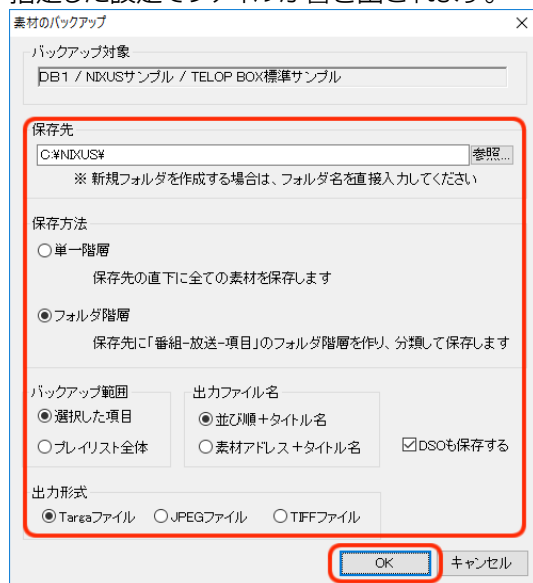 指定した設定でファイルが書き出されます。
素材のバックアップ
バックアップ対象
DB1 / NIXUSサンプル / TELOP BOX標準サンプル
保存先
C:¥NIXUS¥
参照...
※ 新規フォルダを作成する場合は、フォルダ名を直接入力してください
保存方法
単一階層
保存先の直下に全ての素材を保存します
フォルダ階層
保存先に「番組-放送-項目」のフォルダ階層を作り、分類して保存します
バックアップ範囲
出力ファイル名
選択した項目
並び順+タイトル名
プレイリスト全体
素材アドレス+タイトル名
DSOも保存する
出力形式
Targaファイル
JPEGファイル
TIFFファイル
OK
キャンセル